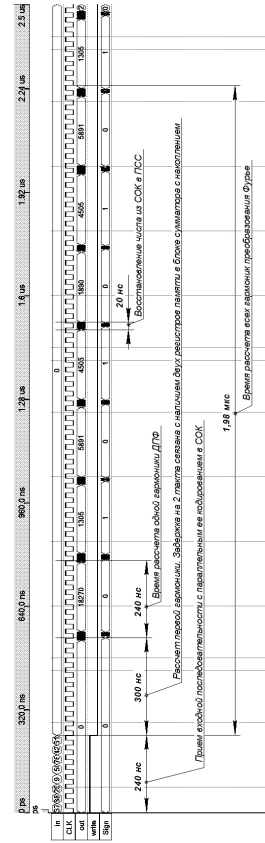 0 ps 320,0 ns 640,0 ns 960,0 ns 1.28 us 1.6 us 1.92 us 2.24 us 2.5 us
ps
In 0
CLK
out 0 18270 1305 5891 4505 1890 4505 5891 1305
write
Sign 0 0 1 0 1 0 1 0 1
20 нс
Восстановление числа из СОК в ПСС
240 нс
Время рассчета одной гармоники ДПФ
300 нс
Рассчет первой гармоники. Задержка на 2 такта связана с наличием двух регистров памяти в блоке сумматора с накоплением
240 нс
Прием входной последовательности с параллельным ее кодированием в СОК
1,98 мкс
Время рассчета всех гармоник преобразования Фурье